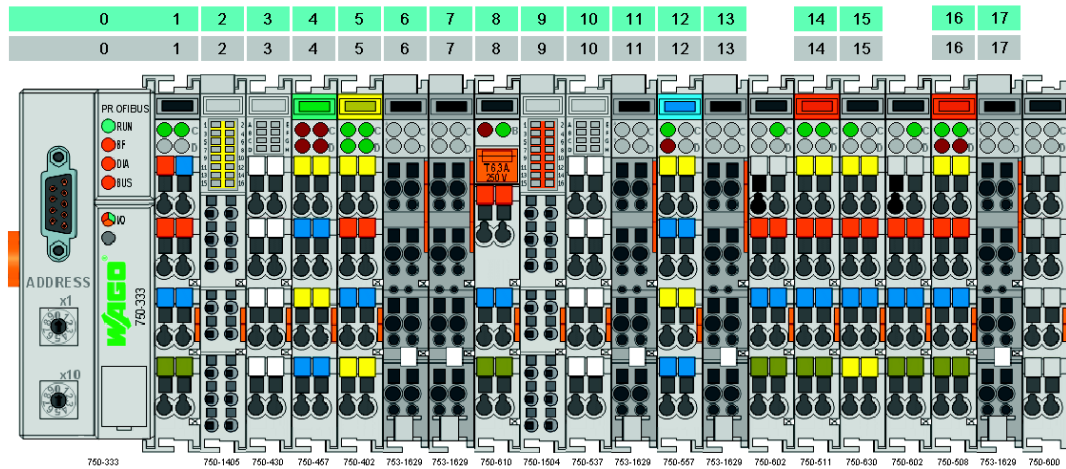 0 1 2 3 4 5 6 7 8 9 10 11 12 13 14 15 16 17
0 1 2 3 4 5 6 7 8 9 10 11 12 13 14 15 16 17
PROFIBUS
RUN
BF
DIA
BUS
I/O
T 6,3A
250 V
ADDRESS
x1
x10
WAGO
750-333
750-333 750-1405 750-430 750-457 750-402 753-1629 753-1629 750-610 750-1504 750-537 753-1629 750-557 753-1629 750-602 750-511 750-630 750-602 750-508 753-1629 750-630 750-600